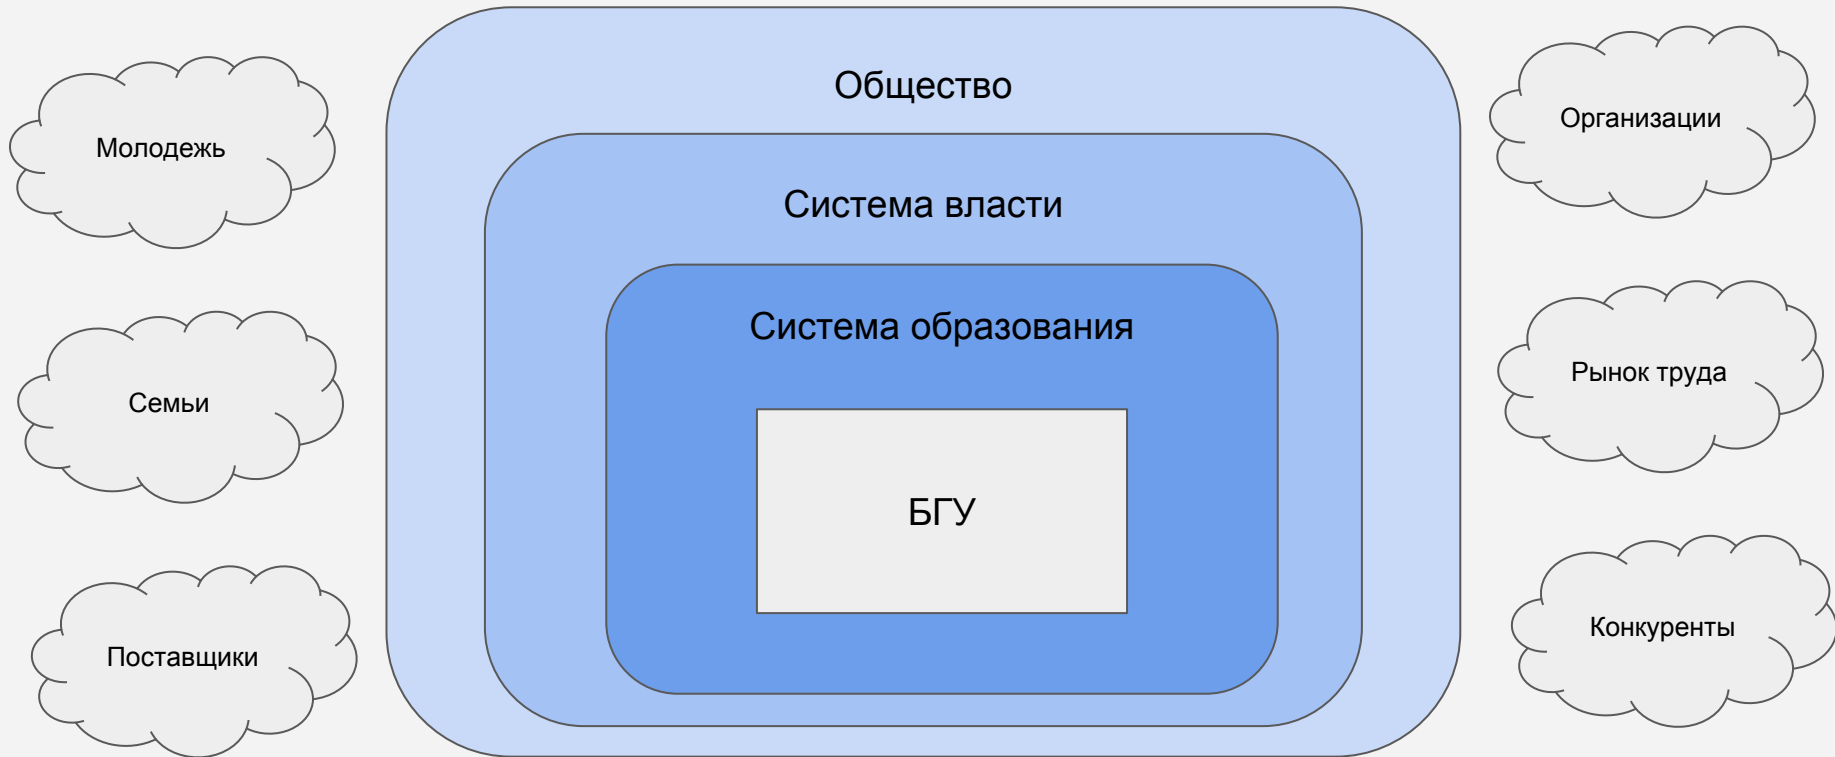 Общество
Молодежь
Организации
Система власти
Система образования
Семьи
Рынок труда
БГУ
Поставщики
Конкуренты